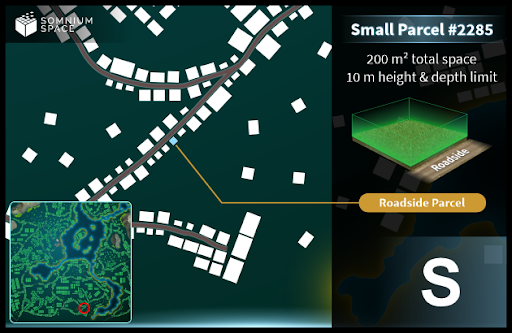 SOMNIUM
SPACE
Small Parcel #2285
200 m² total space
10 m height & depth limit
Roadside
Roadside Parcel
S